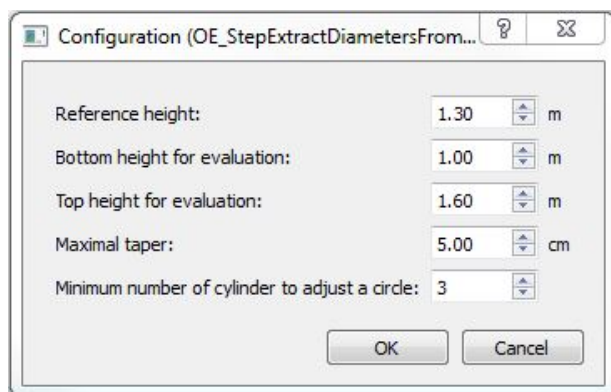 Configuration (OE_StepExtractDiametersFrom...
Reference height: 1.30 m
Bottom height for evaluation: 1.00 m
Top height for evaluation: 1.60 m
Maximal taper: 5.00 cm
Minimum number of cylinder to adjust a circle: 3
OK Cancel